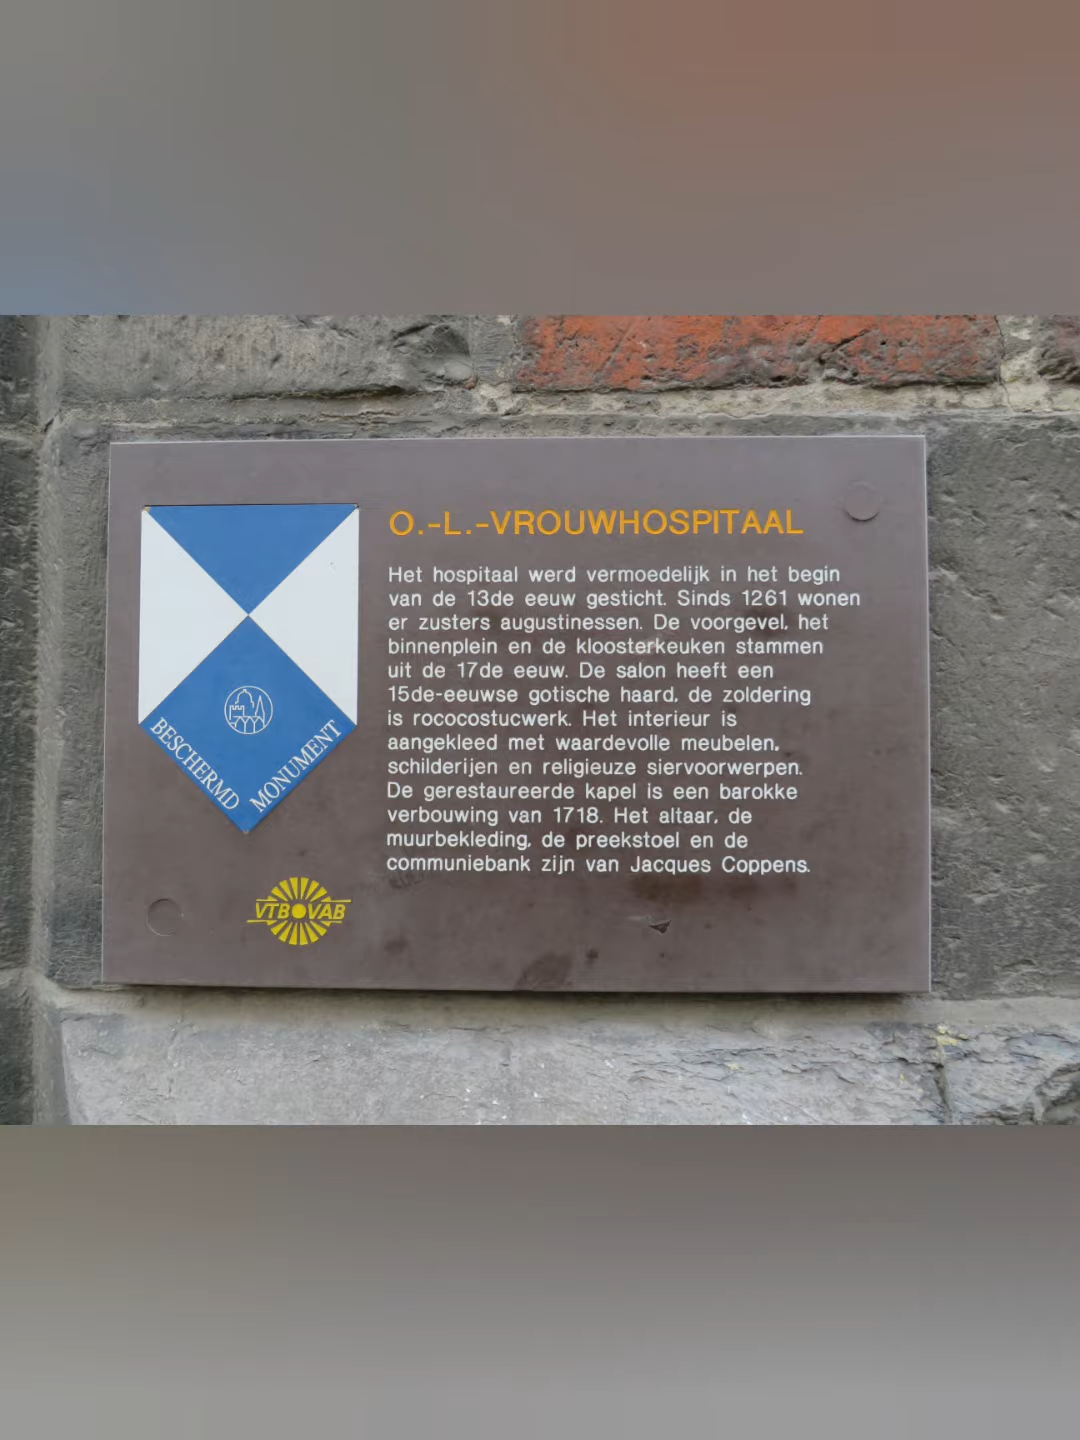 O.-L.-VROUWHOSPITAAL
Het hospitaal werd vermoedelijk in het begin
van de 13de eeuw gesticht. Sinds 1261 wonen
er zusters augustinessen. De voorgevel, het
binnenplein en de kloosterkeuken stammen
uit de 17de eeuw. De salon heeft een
15de-eeuwse gotische haard, de zoldering
is rococostucwerk. Het interieur is
aangekleed met waardevolle meubelen,
schilderijen en religieuze siervoorwerpen.
De gerestaureerde kapel is een barokke
verbouwing van 1718. Het altaar, de
muurbekleding, de preekstoel en de
communiebank zijn van Jacques Coppens.
BESCHERMD MONUMENT
VTB VAB